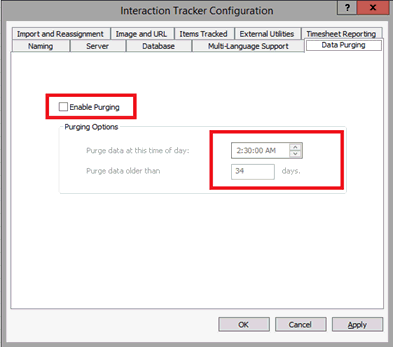 Interaction Tracker Configuration
?
Import and Reassignment Image and URL Items Tracked External Utilities Timesheet Reporting
Naming Server Database Multi-Language Support Data Purging
Enable Purging
Purging Options
Purge data at this time of day: 2:30:00 AM
Purge data older than 34 days.
OK Cancel Apply